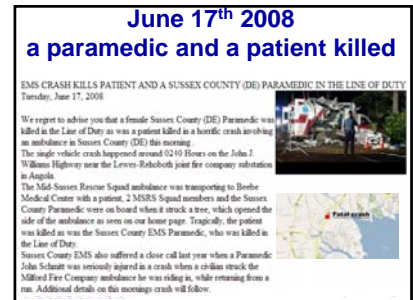 June 17th 2008
a paramedic and a patient killed
EMS CRASH KILLS PATIENT AND A SUSSEX COUNTY (DE) PARAMEDIC IN THE LINE OF DUTY
Tuesday, June 17, 2008
We regret to advise you that a female Sussex County (DE) Paramedic was
killed in the Line of Duty as was a patient killed in a horrific crash involving
an ambulance in Sussex County (DE) this morning .
The single vehicle crash happened around 0240 Hours on the John J.
Williams Highway near the Lewes-Rehoboth joint fire company substation
in Angola.
The Mid-Sussex Rescue Squad ambulance was transporting to Beebe
Medical Center with a patient, 2 MSRS Squad members and the Sussex
County Paramedic were on board when it struck a tree, which opened the
side of the ambulance as seen on our home page. Tragically, the patient
was killed as was the Sussex County EMS Paramedic, who was killed in
the Line of Duty.
Sussex County EMS also suffered a close call last year when a Paramedic
John Schmitt was seriously injured in a crash when a civilian struck the
Milford Fire Company ambulance he was riding in, while returning from a
run. Additional details on this mornings crash will follow.
Fatal crash